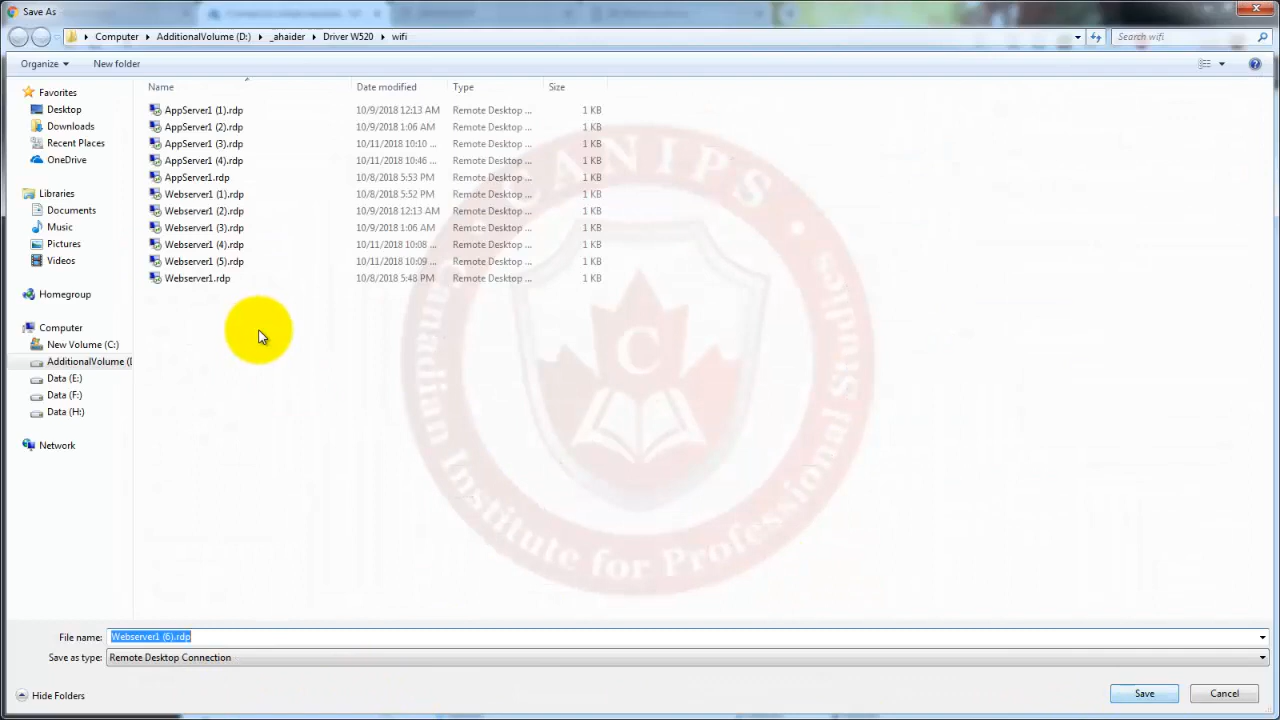 Save As
Computer AdditionalVolume (D:) _ahaider Driver W520 wifi
Search wifi
Organize New folder
Name Date modified Type Size
Favorites
Desktop
Downloads
Recent Places
OneDrive
Libraries
Documents
Music
Pictures
Videos
Homegroup
Computer
New Volume (C:)
AdditionalVolume (
Data (E:)
Data (F:)
Data (H:)
Network
AppServer1 (1).rdp 10/9/2018 12:13 AM Remote Desktop ... 1 KB
AppServer1 (2).rdp 10/9/2018 1:06 AM Remote Desktop ... 1 KB
AppServer1 (3).rdp 10/11/2018 10:10 ... Remote Desktop ... 1 KB
AppServer1 (4).rdp 10/11/2018 10:46 ... Remote Desktop ... 1 KB
AppServer1.rdp 10/8/2018 5:53 PM Remote Desktop ... 1 KB
Webserver1 (1).rdp 10/8/2018 5:52 PM Remote Desktop ... 1 KB
Webserver1 (2).rdp 10/9/2018 12:13 AM Remote Desktop ... 1 KB
Webserver1 (3).rdp 10/9/2018 1:06 AM Remote Desktop ... 1 KB
Webserver1 (4).rdp 10/11/2018 10:08 ... Remote Desktop ... 1 KB
Webserver1 (5).rdp 10/11/2018 10:09 ... Remote Desktop ... 1 KB
Webserver1.rdp 10/8/2018 5:48 PM Remote Desktop ... 1 KB
CANIPS
C
Canadian Institute for Professional Studies
File name: Webserver1 (6).rdp
Save as type: Remote Desktop Connection
Hide Folders
Save Cancel